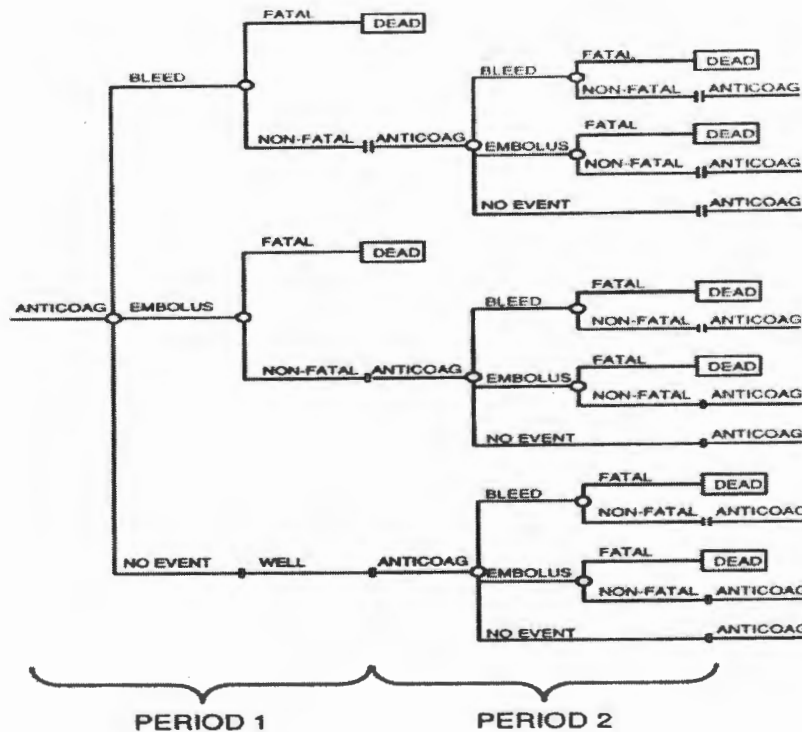 FATAL
DEAD
BLEED
NON-FATAL ANTICOAG
BLEED
FATAL
DEAD
NON-FATAL ANTICOAG
EMBOLUS
FATAL
DEAD
NON-FATAL ANTICOAG
NO EVENT ANTICOAG
ANTICOAG
EMBOLUS
FATAL
DEAD
NON-FATAL ANTICOAG
BLEED
FATAL
DEAD
NON-FATAL ANTICOAG
EMBOLUS
FATAL
DEAD
NON-FATAL ANTICOAG
NO EVENT ANTICOAG
NO EVENT WELL ANTICOAG
BLEED
FATAL
DEAD
NON-FATAL ANTICOAG
EMBOLUS
FATAL
DEAD
NON-FATAL ANTICOAG
NO EVENT ANTICOAG
PERIOD 1 PERIOD 2